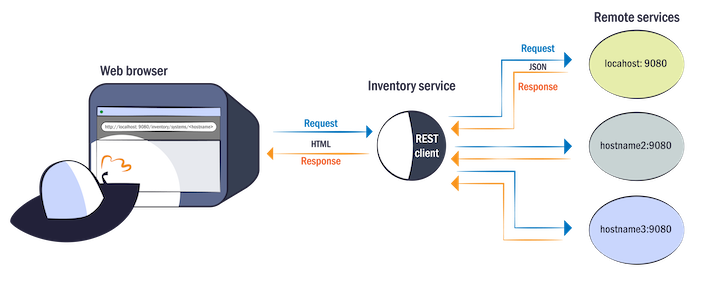 Remote services
Request
locahost: 9080
JSON
Response
Web browser
Inventory service
http://localhost: 9080/inventory/systems/<hostname>
Request
HTML
Response
REST
client
hostname2:9080
hostname3:9080